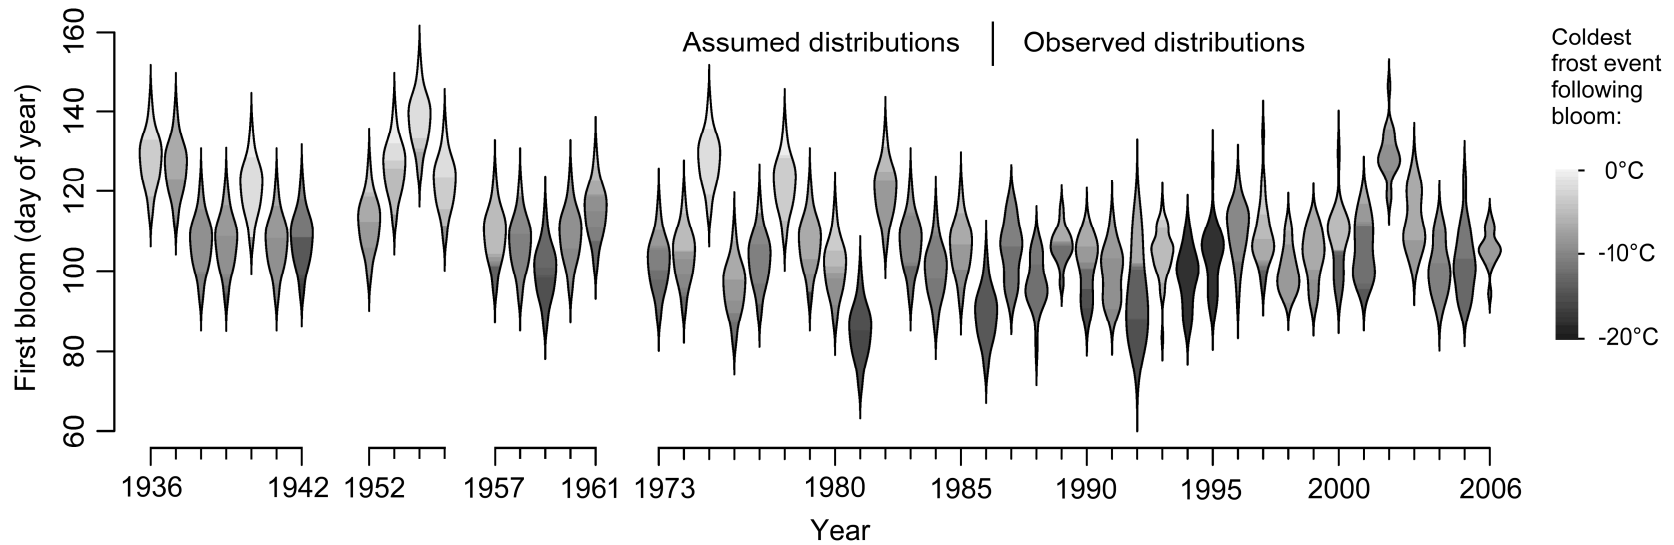 Assumed distributions | Observed distributions
Coldest
frost event
following
bloom:
0°C
-10°C
-20°C
First bloom (day of year)
160
140
120
100
80
60
1936 1942 1952 1957 1961 1973 1980 1985 1990 1995 2000 2006
Year